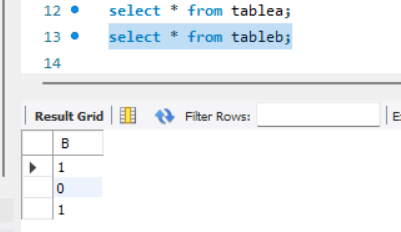 12 select * from tablea;
13 select * from tableb;
14
Result Grid Filter Rows:
B
1
0
1